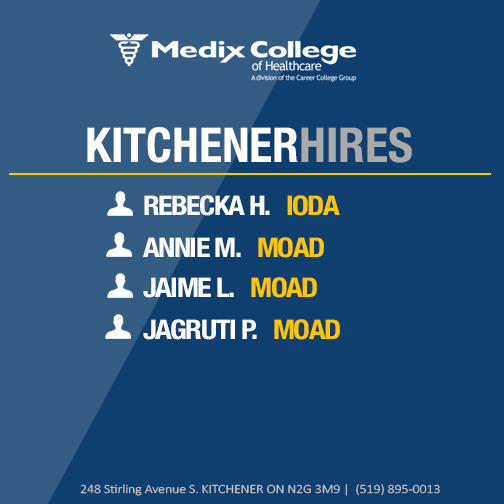 Medix College
of Healthcare
A division of the Career College Group
KITCHENERHIRES
REBECKA H. IODA
ANNIE M. MOAD
JAIME L. MOAD
JAGRUTI P. MOAD
248 Stirling Avenue S. KITCHENER ON N2G 3M9 | (519) 895-0013